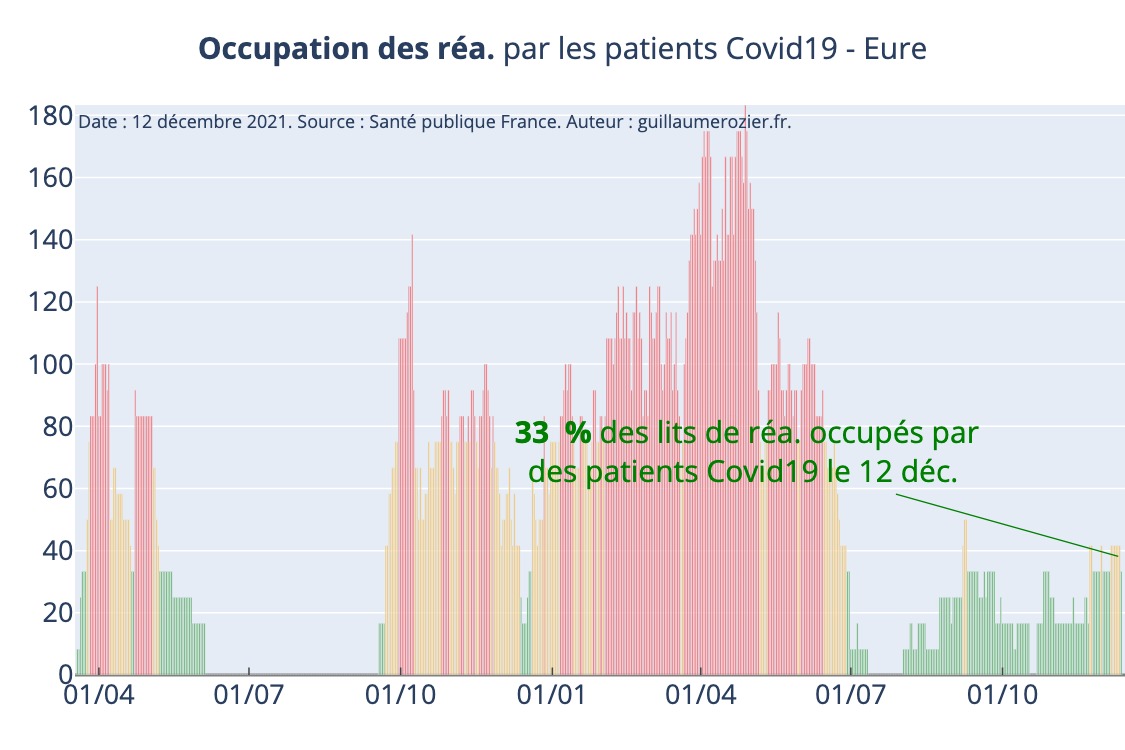 Occupation des réa. par les patients Covid19 - Eure
180
Date : 12 décembre 2021. Source : Santé publique France. Auteur : guillaumerozier.fr.
160
140
120
100
80
33 % des lits de réa. occupés par
des patients Covid19 le 12 déc.
60
40
20
0
01/04 01/07 01/10 01/01 01/04 01/07 01/10